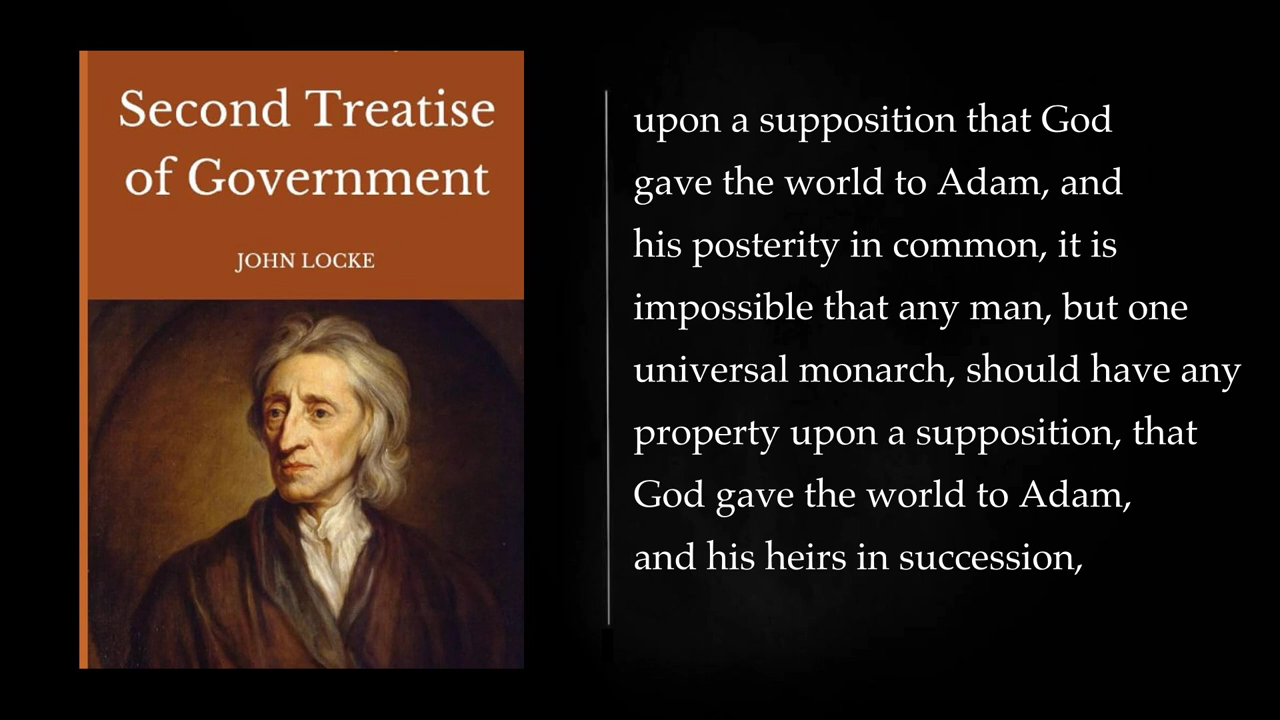 Second Treatise
of Government
JOHN LOCKE
upon a supposition that God
gave the world to Adam, and
his posterity in common, it is
impossible that any man, but one
universal monarch, should have any
property upon a supposition, that
God gave the world to Adam,
and his heirs in succession,